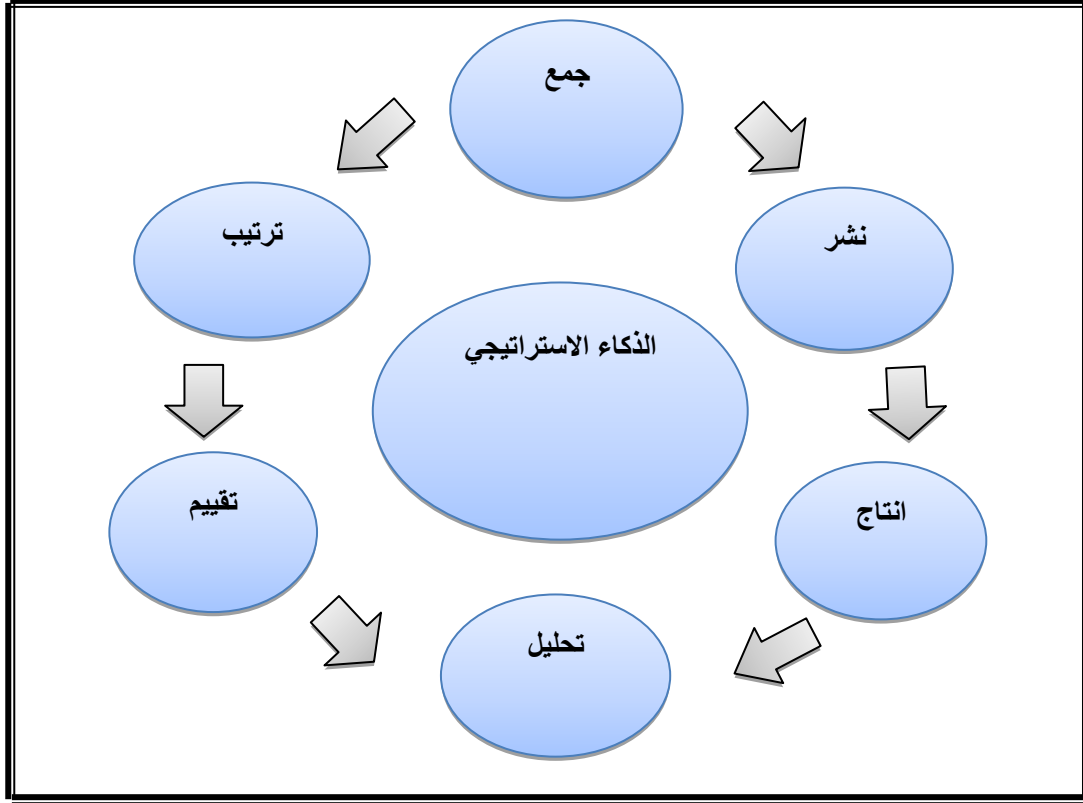 جمع
نشر
ترتيب
الذكاء الاستراتيجي
تقييم
انتاج
تحليل